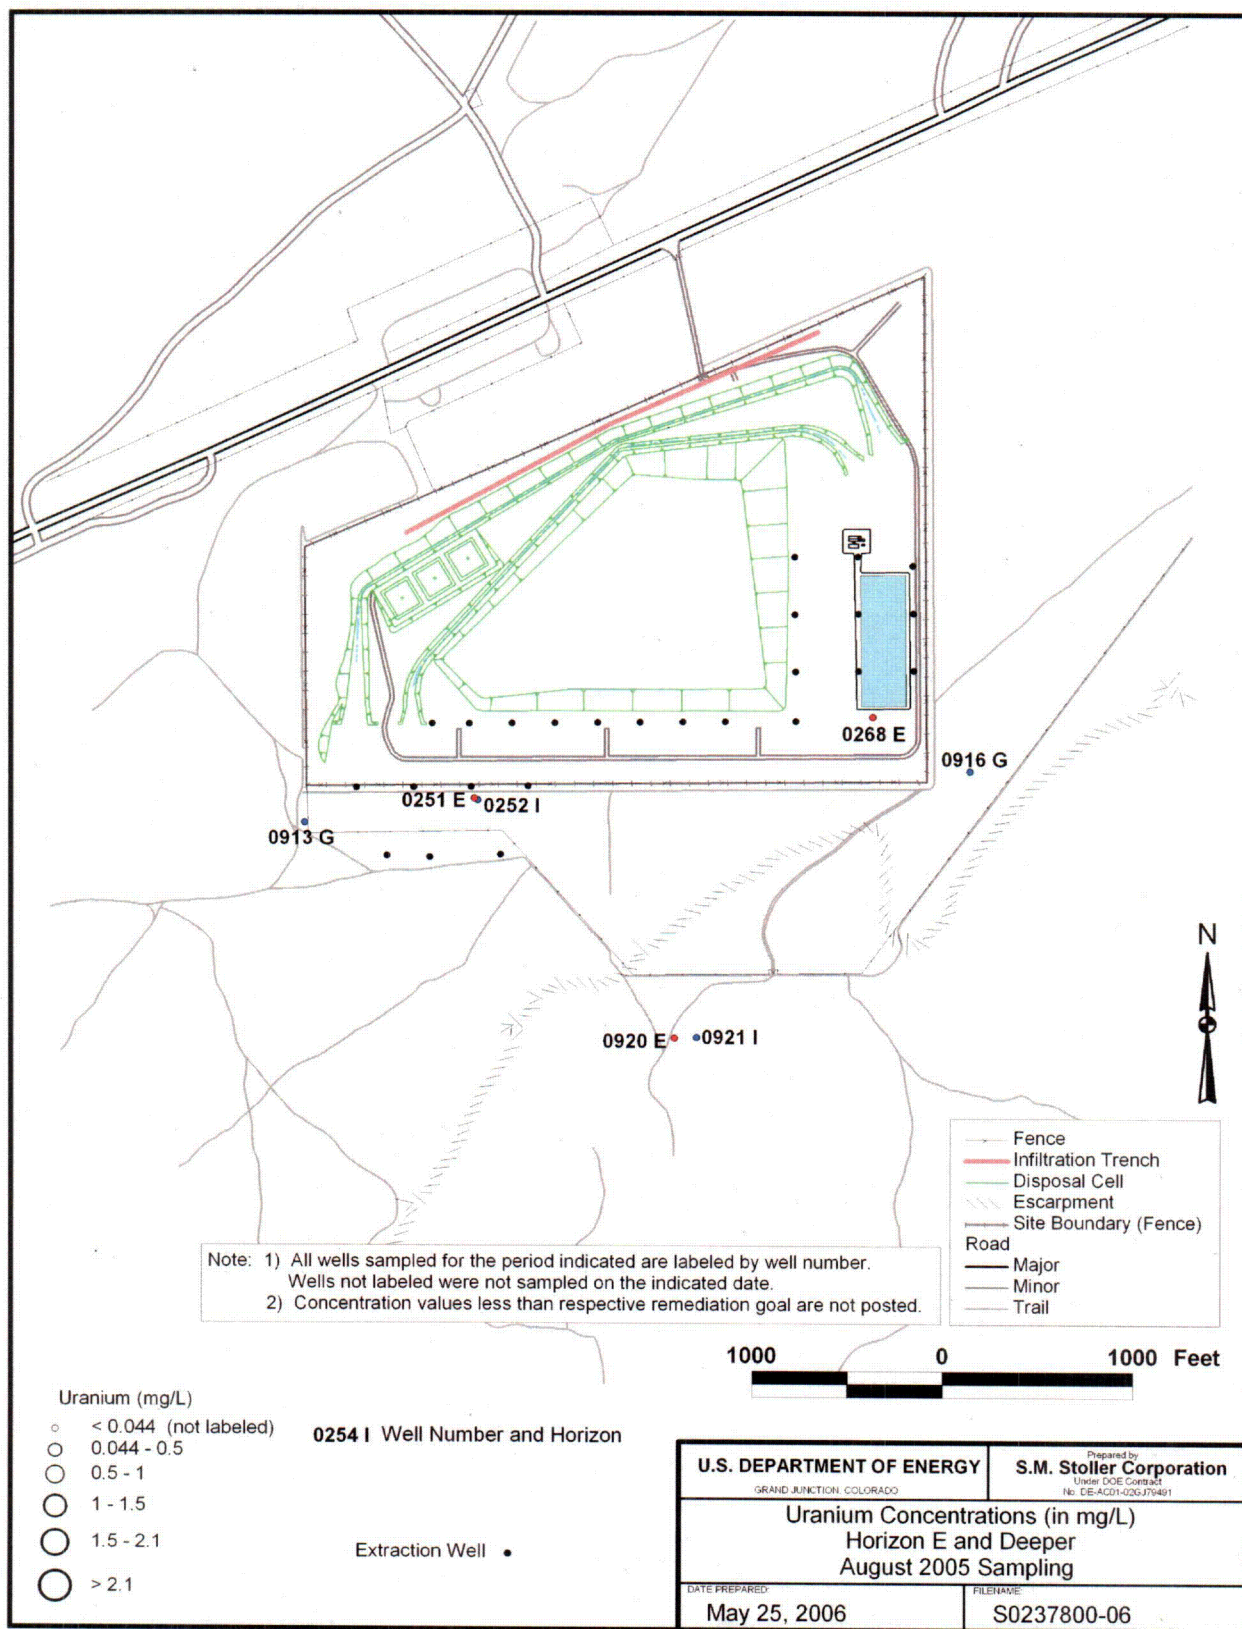 0268 E
0916 G
0251 E
0252 I
0913 G
N
0920 E
0921 I
Fence
Infiltration Trench
Disposal Cell
Escarpment
Site Boundary (Fence)
Road
Major
Minor
Trail
Note: 1) All wells sampled for the period indicated are labeled by well number.
Wells not labeled were not sampled on the indicated date.
2) Concentration values less than respective remediation goal are not posted.
1000 0 1000 Feet
Uranium (mg/L)
< 0.044 (not labeled)
0.044 - 0.5
0.5 - 1
1 - 1.5
1.5 - 2.1
> 2.1
0254 I Well Number and Horizon
Extraction Well
U.S. DEPARTMENT OF ENERGY
GRAND JUNCTION, COLORADO
Prepared by
S.M. Stoller Corporation
Under DOE Contract
No. DE-AC01-02GJ79491
Uranium Concentrations (in mg/L)
Horizon E and Deeper
August 2005 Sampling
DATE PREPARED:
May 25, 2006
FILENAME:
S0237800-06